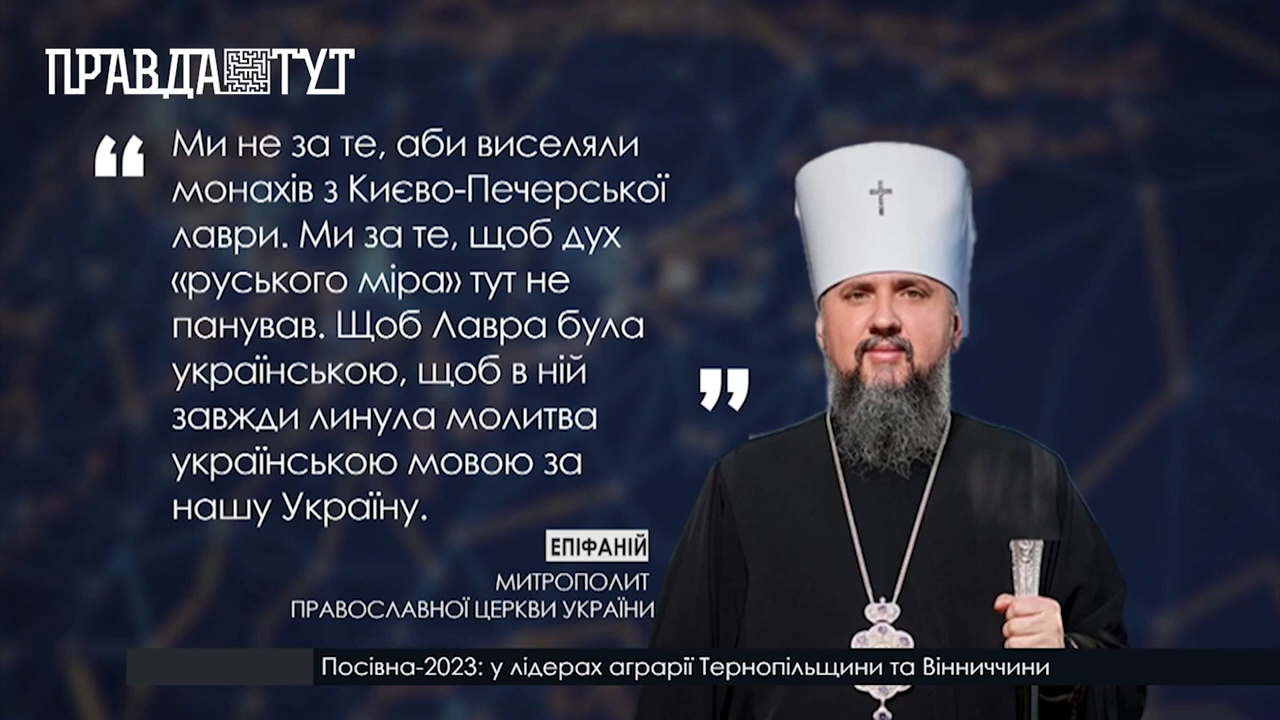 ПРАВДА ТУТ
“ Ми не за те, аби виселяли
монахів з Києво-Печерської
лаври. Ми за те, щоб дух
«руського міра» тут не
панував. Щоб Лавра була
українською, щоб в ній
завжди линула молитва
українською мовою за
нашу Україну. ”
ЕПІФАНІЙ
МИТРОПОЛИТ
ПРАВОСЛАВНОЇ ЦЕРКВИ УКРАЇНИ
Посівна-2023: у лідерах аграрії Тернопільщини та Вінниччини